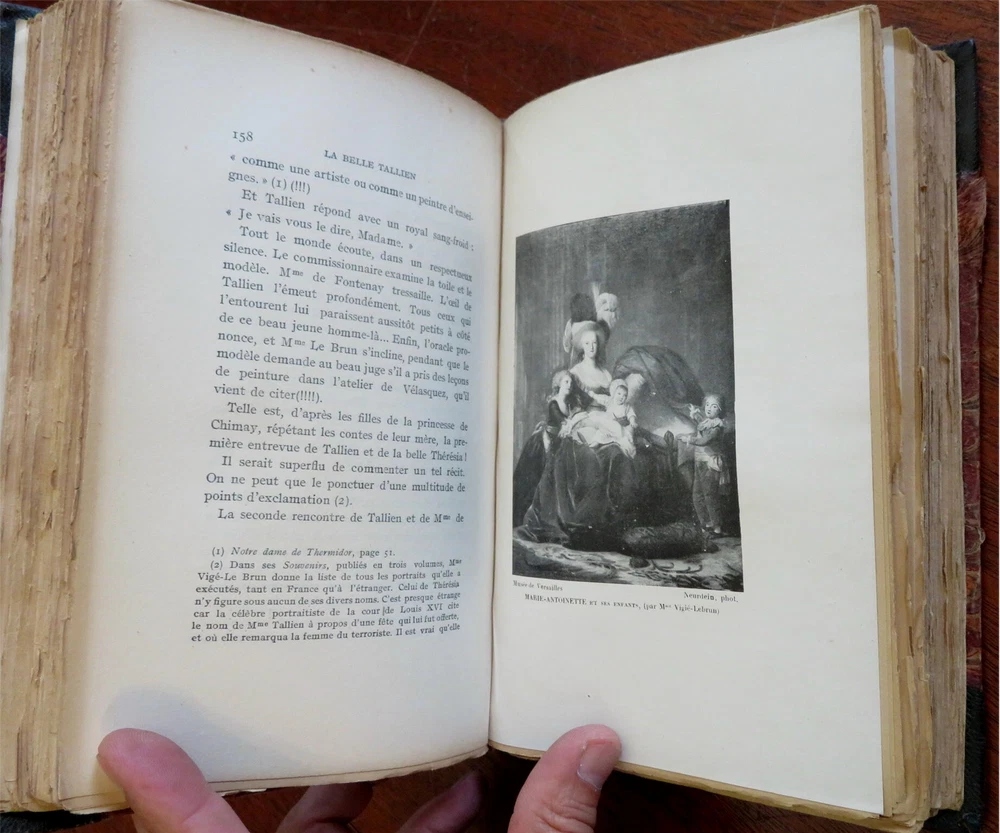 158
LA BELLE TALLIEN
« comme une artiste ou comme un peintre d'ensei-
gnes. » (1) (!!!)
Et Tallien répond avec un royal sang-froid :
« Je vais vous le dire, Madame. »
Tout le monde écoute, dans un respectueux
silence. Le commissionnaire examine la toile et le
modèle. Mme de Fontenay tressaille. L'œil de
Tallien l'émeut profondément. Tous ceux qui
l'entourent lui paraissent aussitôt petits à côté
de ce beau jeune homme-là... Enfin, l'oracle pro-
nonce, et Mme Le Brun s'incline, pendant que le
modèle demande au beau juge s'il a pris des leçons
de peinture dans l'atelier de Vélasquez, qu'il
vient de citer(!!!!).
Telle est, d'après les filles de la princesse de
Chimay, répétant les contes de leur mère, la pre-
mière entrevue de Tallien et de la belle Thérésia !
Il serait superflu de commenter un tel récit.
On ne peut que le ponctuer d'une multitude de
points d'exclamation (2).
La seconde rencontre de Tallien et de Mme de
(1) Notre dame de Thermidor, page 51.
(2) Dans ses Souvenirs, publiés en trois volumes, Mme
Vigé-Le Brun donne la liste de tous les portraits qu'elle a
exécutés, tant en France qu'à l'étranger. Celui de Thérésia
n'y figure sous aucun de ses divers noms. C'est presque étrange
car la célèbre portraitiste de la cour de Louis XVI cite
le nom de Mme Tallien à propos d'une fête qui lui fut offerte,
et où elle remarqua la femme du terroriste. Il est vrai qu'elle
Musée de Versailles
Neurdein, phot.
MARIE-ANTOINETTE ET SES ENFANTS, (par Mme Vigié-Lebrun)